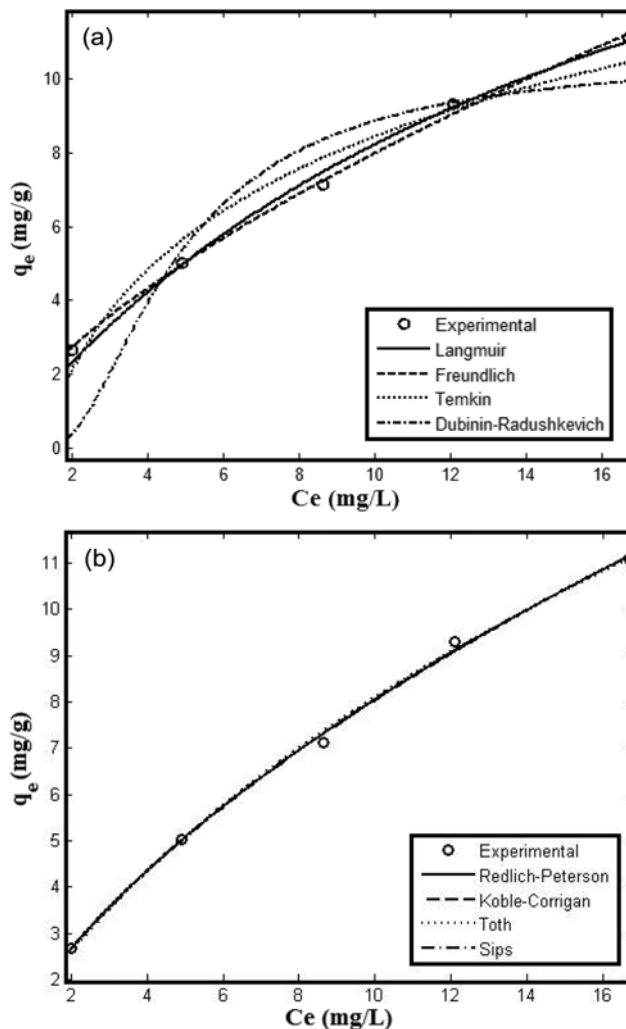 (a)
10
8
6
4
2
0
q_e (mg/g)
Experimental
Langmuir
Freundlich
Temkin
Dubinin-Radushkevich
2 4 6 8 10 12 14 16
Ce (mg/L)
(b)
11
10
9
8
7
6
5
4
3
2
q_e (mg/g)
Experimental
Redlich-Peterson
Koble-Corrigan
Toth
Sips
2 4 6 8 10 12 14 16
Ce (mg/L)